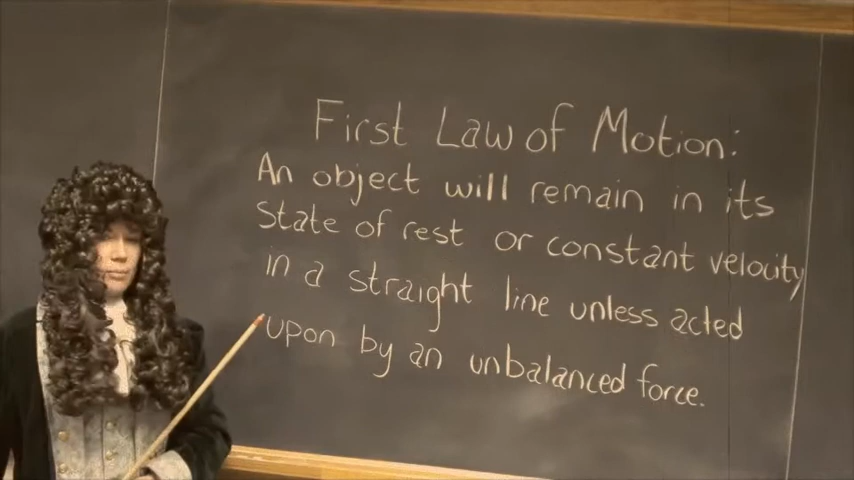 First Law of Motion:
An object will remain in its
State of rest or constant velocity
in a straight line unless acted
upon by an unbalanced force.